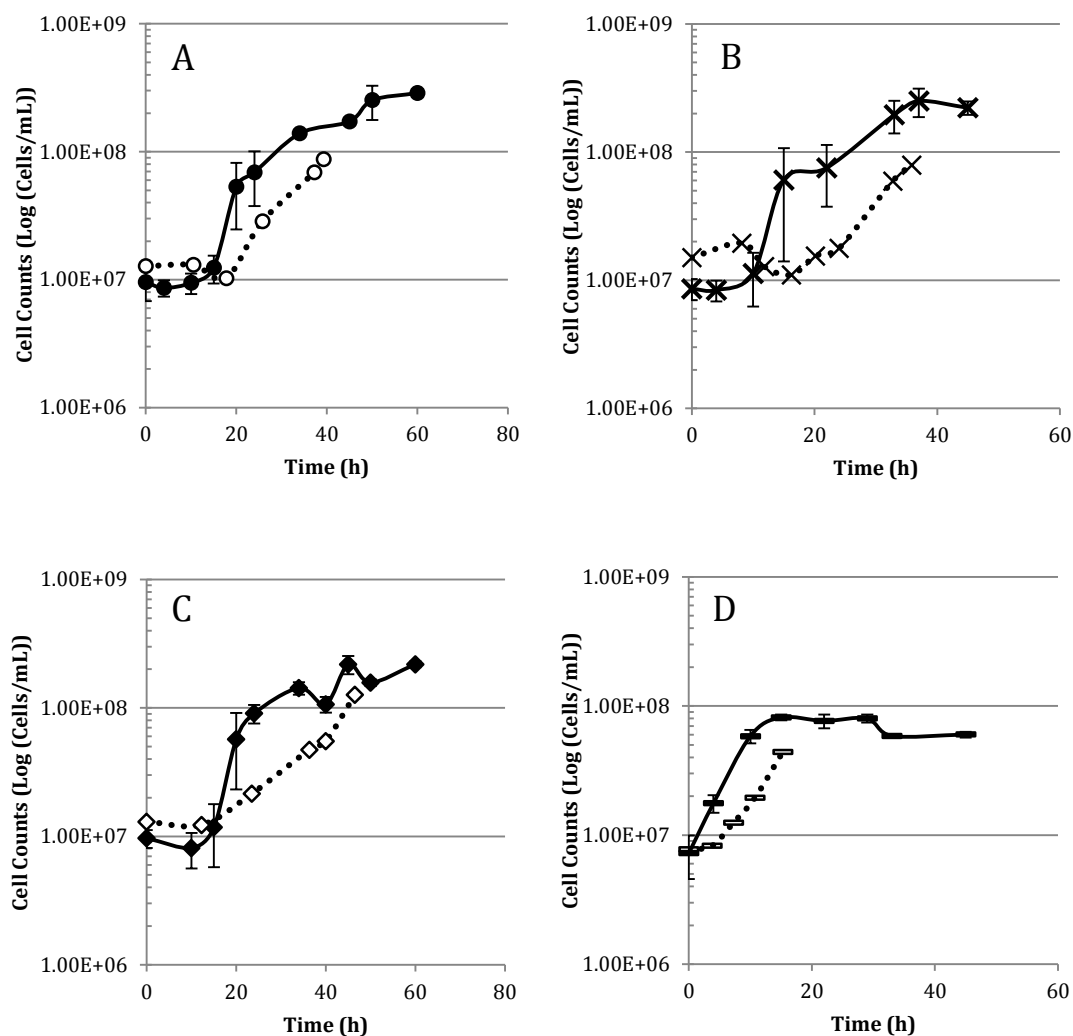 A
1.00E+09
1.00E+08
1.00E+07
1.00E+06
Cell Counts (Log (Cells/mL))
0 20 40 60 80
Time (h)
B
1.00E+09
1.00E+08
1.00E+07
1.00E+06
Cell Counts (Log (Cells/mL))
0 20 40 60
Time (h)
C
1.00E+09
1.00E+08
1.00E+07
1.00E+06
Cell Counts (Log (Cells/mL))
0 20 40 60 80
Time (h)
D
1.00E+09
1.00E+08
1.00E+07
1.00E+06
Cell Counts (Log (Cells/mL))
0 20 40 60
Time (h)